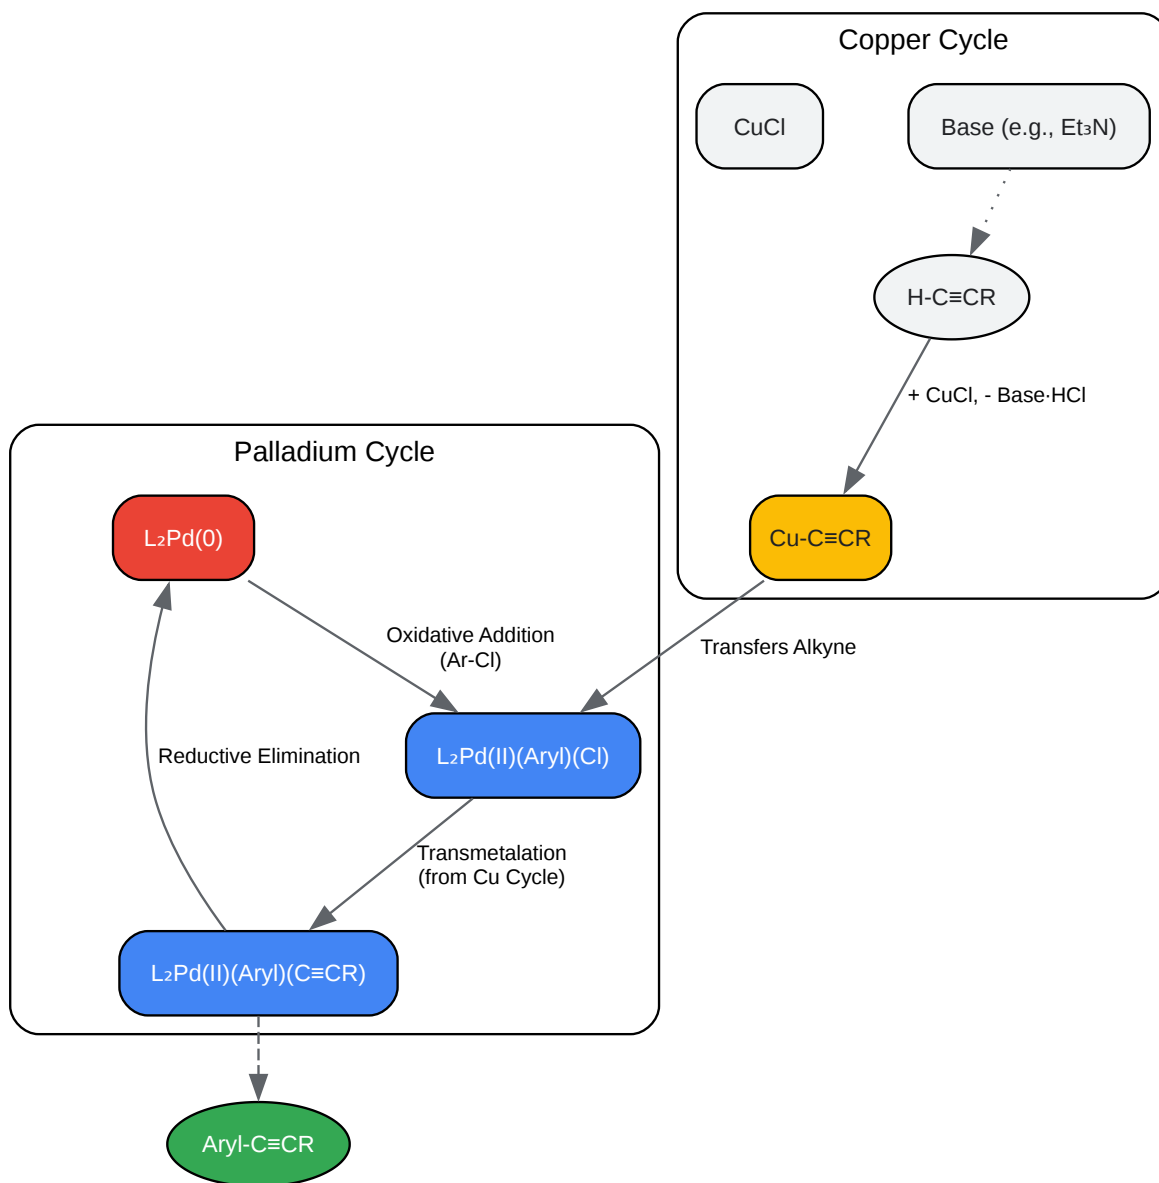 Copper Cycle
CuCl
Base (e.g., Et₃N)
H-C≡CR
+ CuCl, - Base·HCl
Palladium Cycle
L₂Pd(0)
Cu-C≡CR
Oxidative Addition
(Ar-Cl)
Transfers Alkyne
Reductive Elimination
L₂Pd(II)(Aryl)(Cl)
Transmetalation
(from Cu Cycle)
L₂Pd(II)(Aryl)(C≡CR)
Aryl-C≡CR